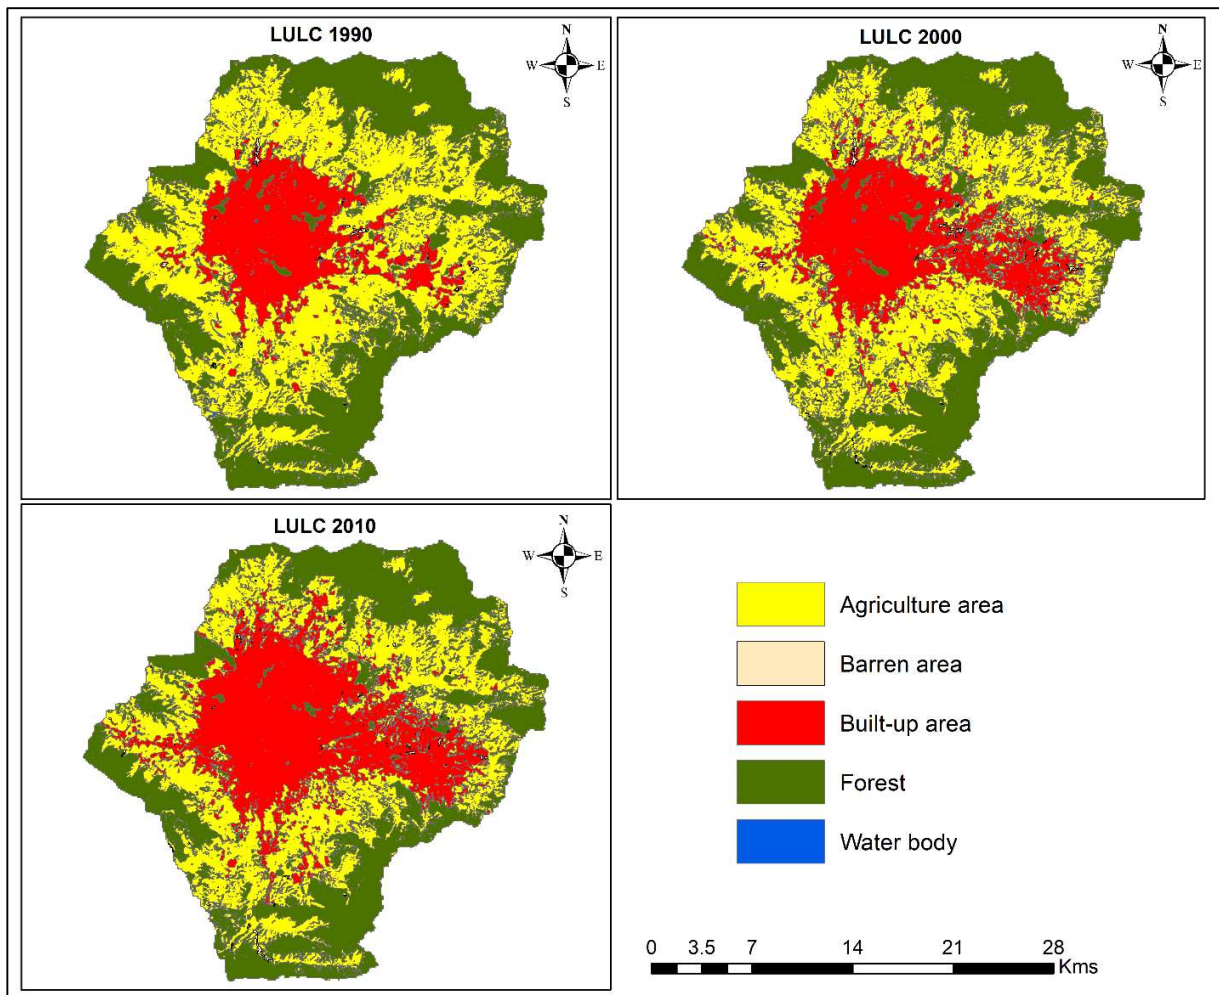 LULC 1990
N
W E
S
LULC 2000
N
W E
S
LULC 2010
N
W E
S
Agriculture area
Barren area
Built-up area
Forest
Water body
0 3.5 7 14 21 28
Kms